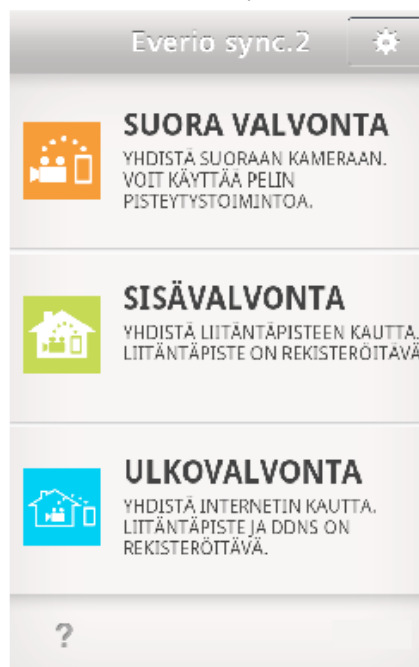 Everio sync.2
SUORA VALVONTA
YHDISTÄ SUORAAN KAMERAAN.
VOIT KÄYTTÄÄ PELIN
PISTEYTYSTOIMINTOA.
SISÄVALVONTA
YHDISTÄ LIITÄNTÄPISTEEN KAUTTA.
LIITÄNTÄPISTE ON REKISTERÖITÄVÄ
ULKOVALVONTA
YHDISTÄ INTERNETIN KAUTTA.
LIITÄNTÄPISTE JA DDNS ON
REKISTERÖTTÄVÄ.
?